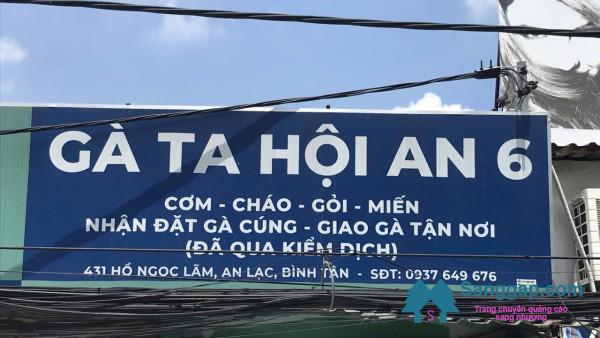 GÀ TA HỘI AN 6
CƠM - CHÁO - GỎI - MIẾN
NHẬN ĐẶT GÀ CÚNG - GIAO GÀ TẬN NƠI
(ĐÃ QUA KIỂM DỊCH)
431 HỒ NGỌC LÃM, AN LẠC, BÌNH TÂN - SĐT: 0937 649 676
Sanggap.com
Trang chuyên quảng cáo
sang nhượng
S